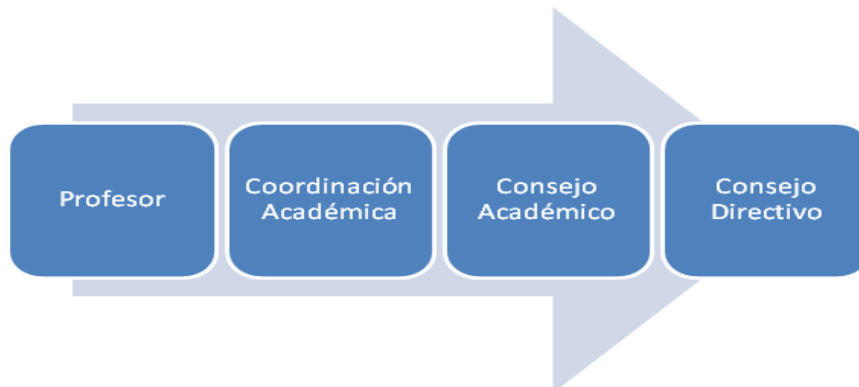 Profesor
Coordinación
Académica
Consejo
Académico
Consejo
Directivo